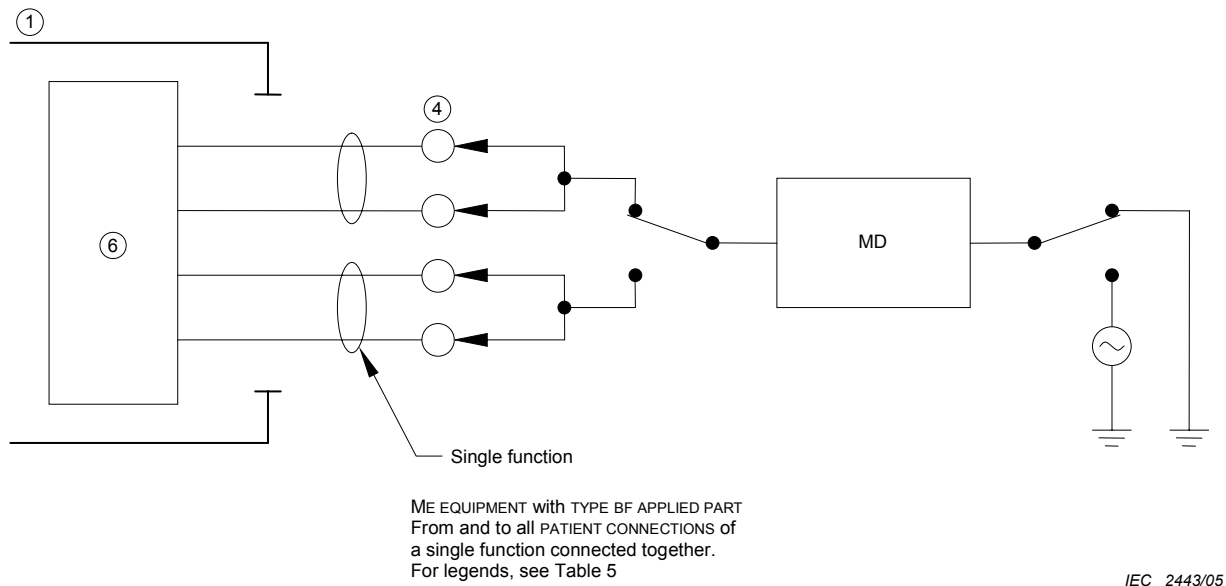 1
4
6
MD
Single function
ME EQUIPMENT with TYPE BF APPLIED PART
From and to all PATIENT CONNECTIONS of
a single function connected together.
For legends, see Table 5
IEC 2443/05